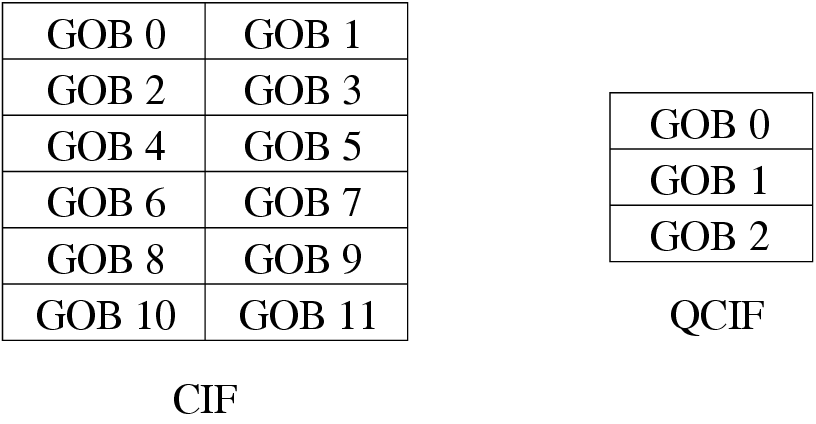 GOB 0 GOB 1
GOB 2 GOB 3
GOB 4 GOB 5
GOB 6 GOB 7
GOB 8 GOB 9
GOB 10 GOB 11
CIF
GOB 0
GOB 1
GOB 2
QCIF